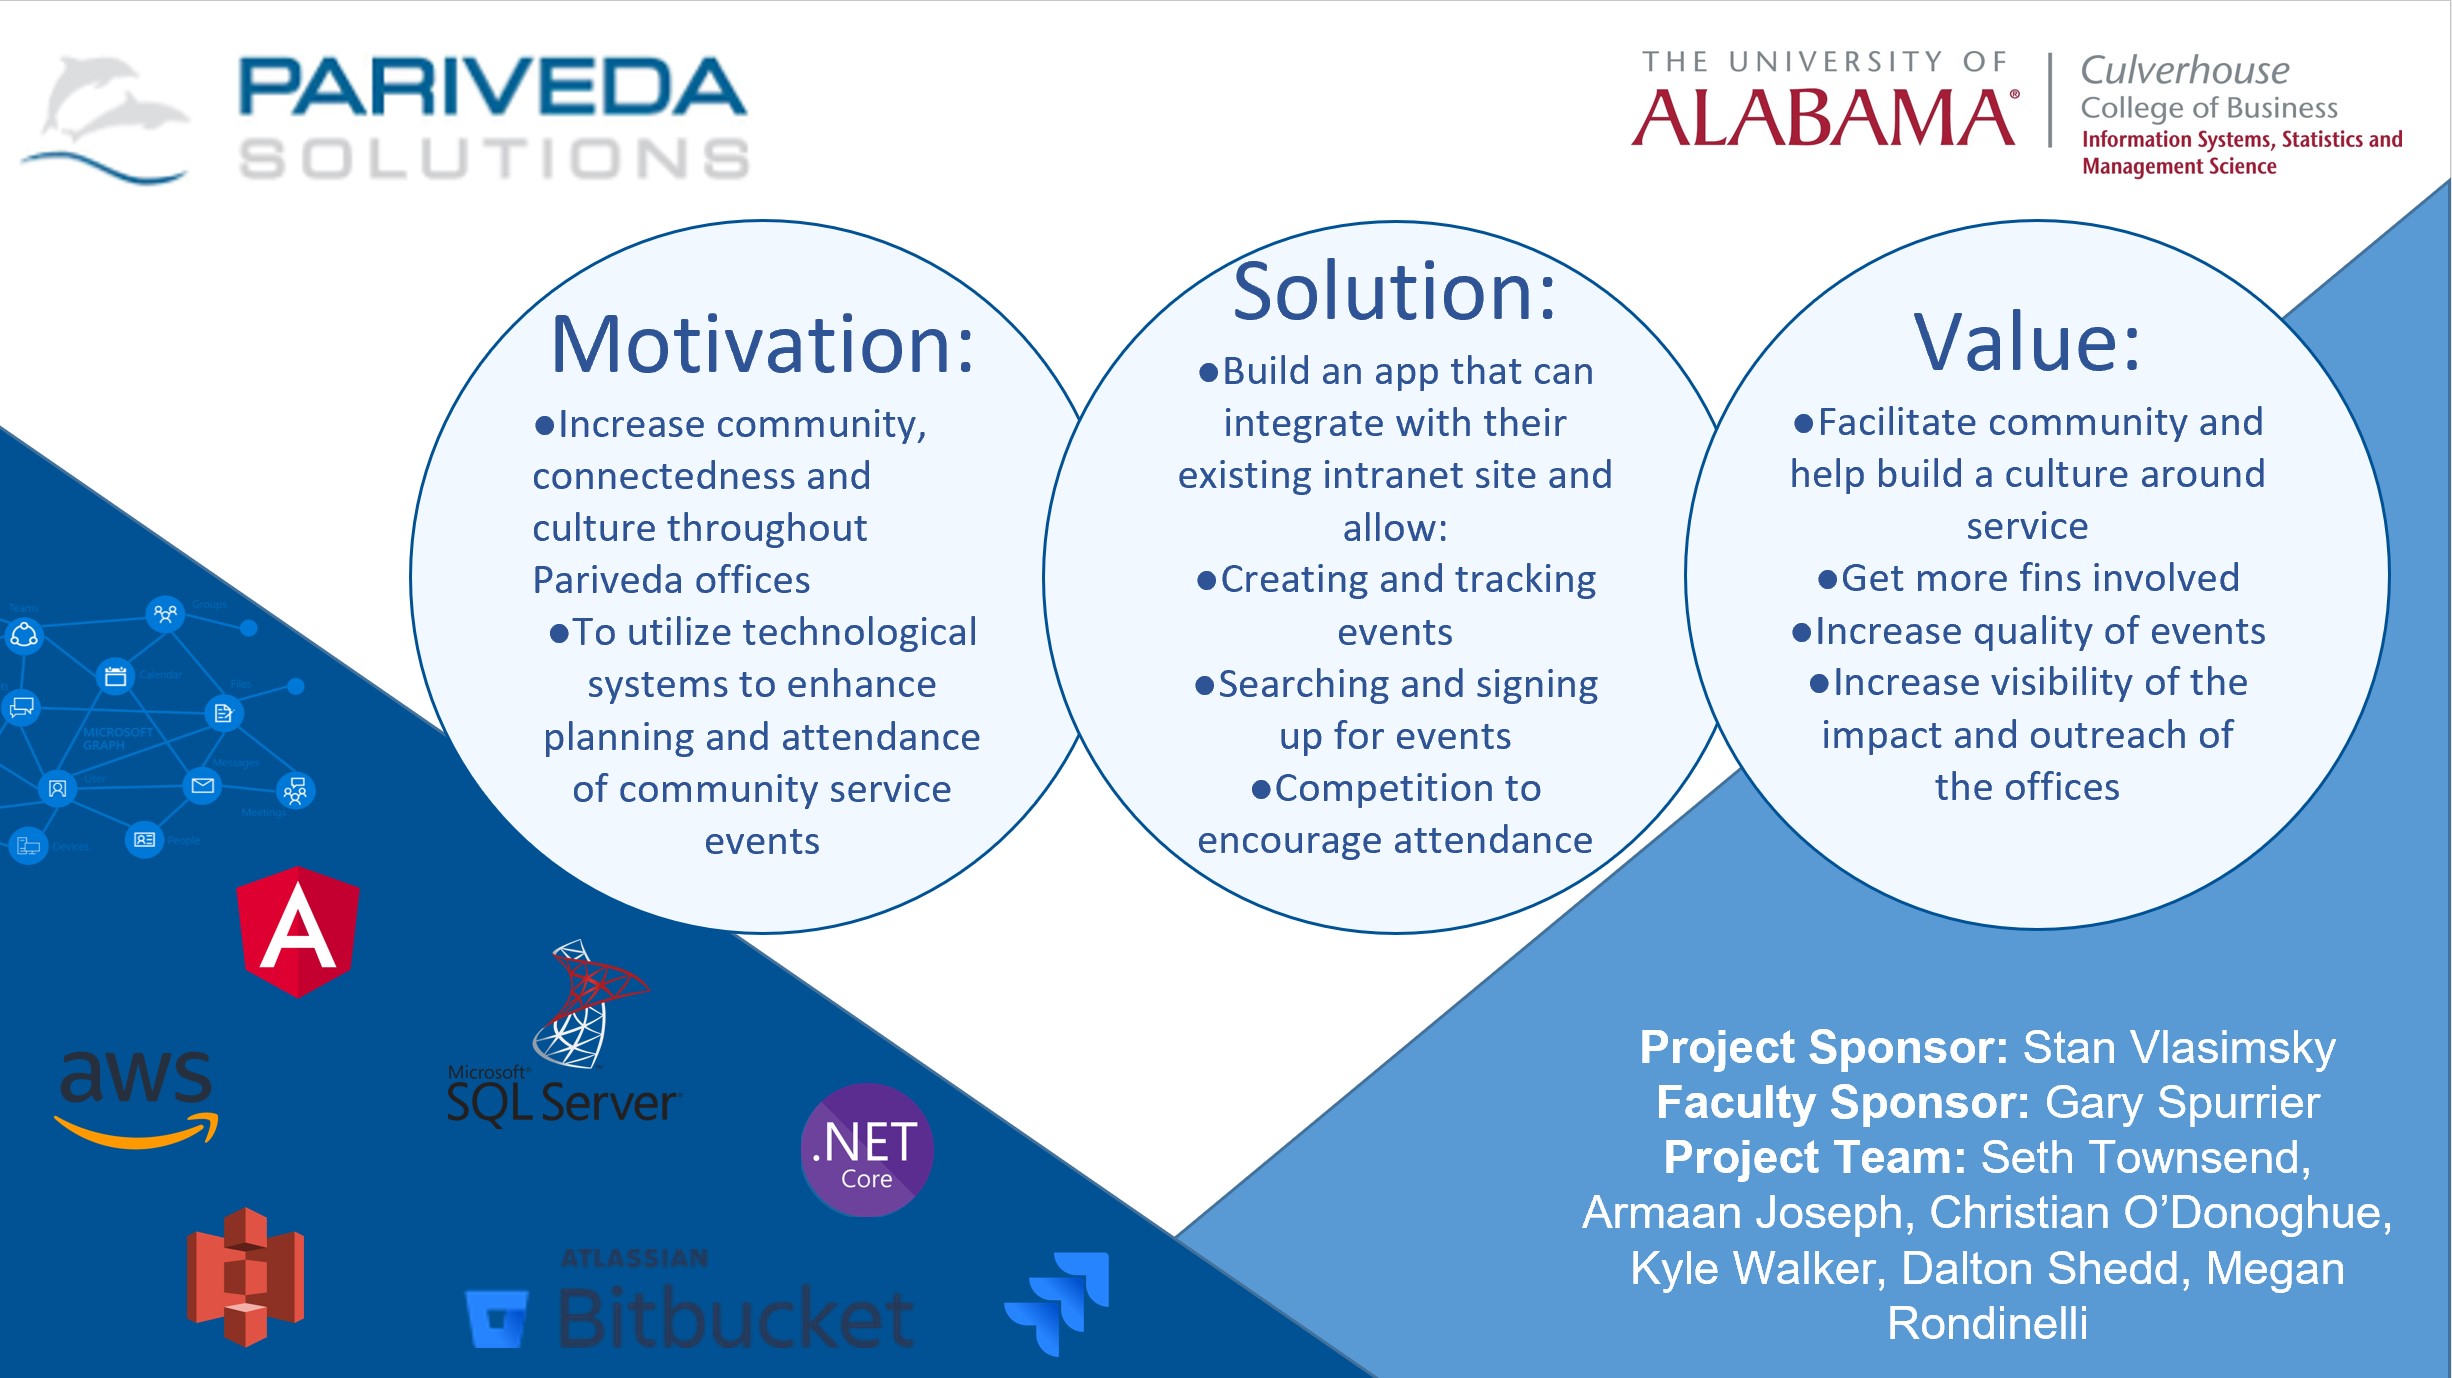 PARIVEDA
SOLUTIONS
THE UNIVERSITY OF
ALABAMA®
Culverhouse
College of Business
Information Systems, Statistics and
Management Science
Motivation:
●Increase community,
connectedness and
culture throughout
Pariveda offices
●To utilize technological
systems to enhance
planning and attendance
of community service
events
Solution:
●Build an app that can
integrate with their
existing intranet site and
allow:
●Creating and tracking
events
●Searching and signing
up for events
●Competition to
encourage attendance
Value:
●Facilitate community and
help build a culture around
service
●Get more fins involved
●Increase quality of events
●Increase visibility of the
impact and outreach of
the offices
Teams
Groups
Calendar
Files
MICROSOFT
GRAPH
Messages
User
Meetings
Devices
People
A
aws
Microsoft®
SQL Server
.NET
Core
ATLASSIAN
Bitbucket
Project Sponsor: Stan Vlasimsky
Faculty Sponsor: Gary Spurrier
Project Team: Seth Townsend,
Armaan Joseph, Christian O’Donoghue,
Kyle Walker, Dalton Shedd, Megan
Rondinelli